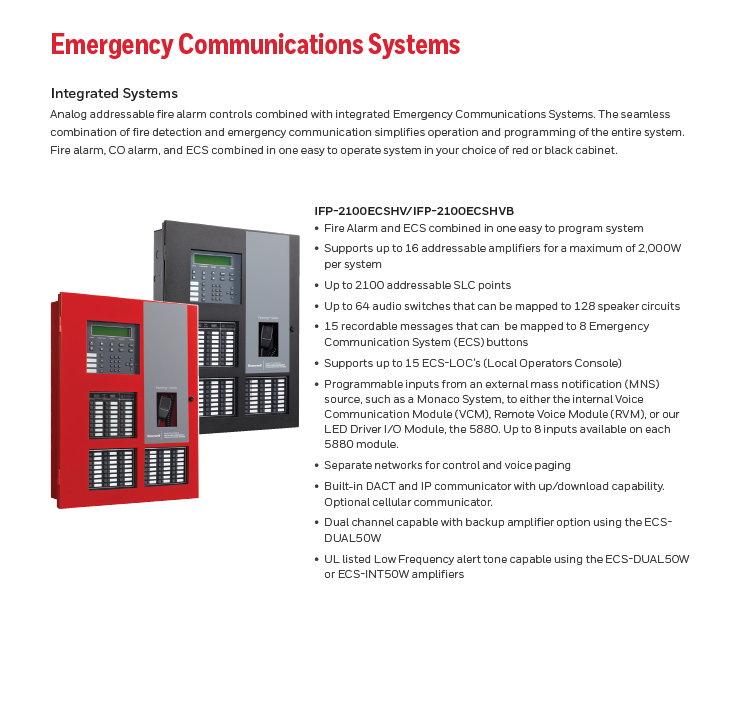 Emergency Communications Systems
Integrated Systems
Analog addressable fire alarm controls combined with integrated Emergency Communications Systems. The seamless
combination of fire detection and emergency communication simplifies operation and programming of the entire system.
Fire alarm, CO alarm, and ECS combined in one easy to operate system in your choice of red or black cabinet.
IFP-2100ECSHV/IFP-2100ECSHVB
• Fire Alarm and ECS combined in one easy to program system
• Supports up to 16 addressable amplifiers for a maximum of 2,000W
per system
• Up to 2100 addressable SLC points
• Up to 64 audio switches that can be mapped to 128 speaker circuits
• 15 recordable messages that can be mapped to 8 Emergency
Communication System (ECS) buttons
• Supports up to 15 ECS-LOC's (Local Operators Console)
• Programmable inputs from an external mass notification (MNS)
source, such as a Monaco System, to either the internal Voice
Communication Module (VCM), Remote Voice Module (RVM), or our
LED Driver I/O Module, the 5880. Up to 8 inputs available on each
5880 module.
• Separate networks for control and voice paging
• Built-in DACT and IP communicator with up/download capability.
Optional cellular communicator.
• Dual channel capable with backup amplifier option using the ECS-
DUAL50W
• UL listed Low Frequency alert tone capable using the ECS-DUAL50W
or ECS-INT50W amplifiers